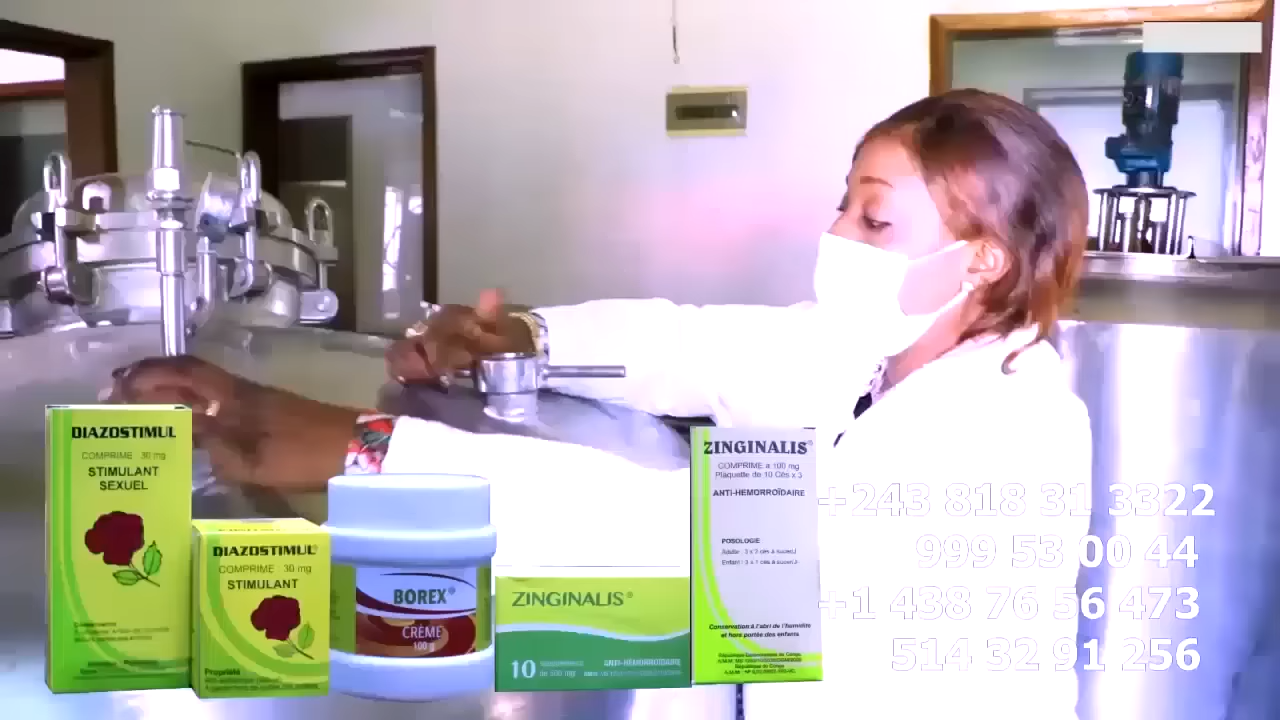 DIAZOSTIMUL
COMPRIME 30 mg
STIMULANT
SEXUEL
DIAZOSTIMUL®
COMPRIME 30 mg
STIMULANT
Propriété
BOREX®
CRÈME
100 g
ZINGINALIS®
10
ANTI-HEMORROÏDAIRE
ZINGINALIS®
COMPRIME a 100 mg
Plaquette de 10 Cés x 3
ANTI-HEMORROÏDAIRE
POSOLOGIE
Conservation à l'abri de l'humidite
et hors portée des enfants
+243 818 31 3322
999 53 00 44
+1 438 76 56 473
514 32 91 256